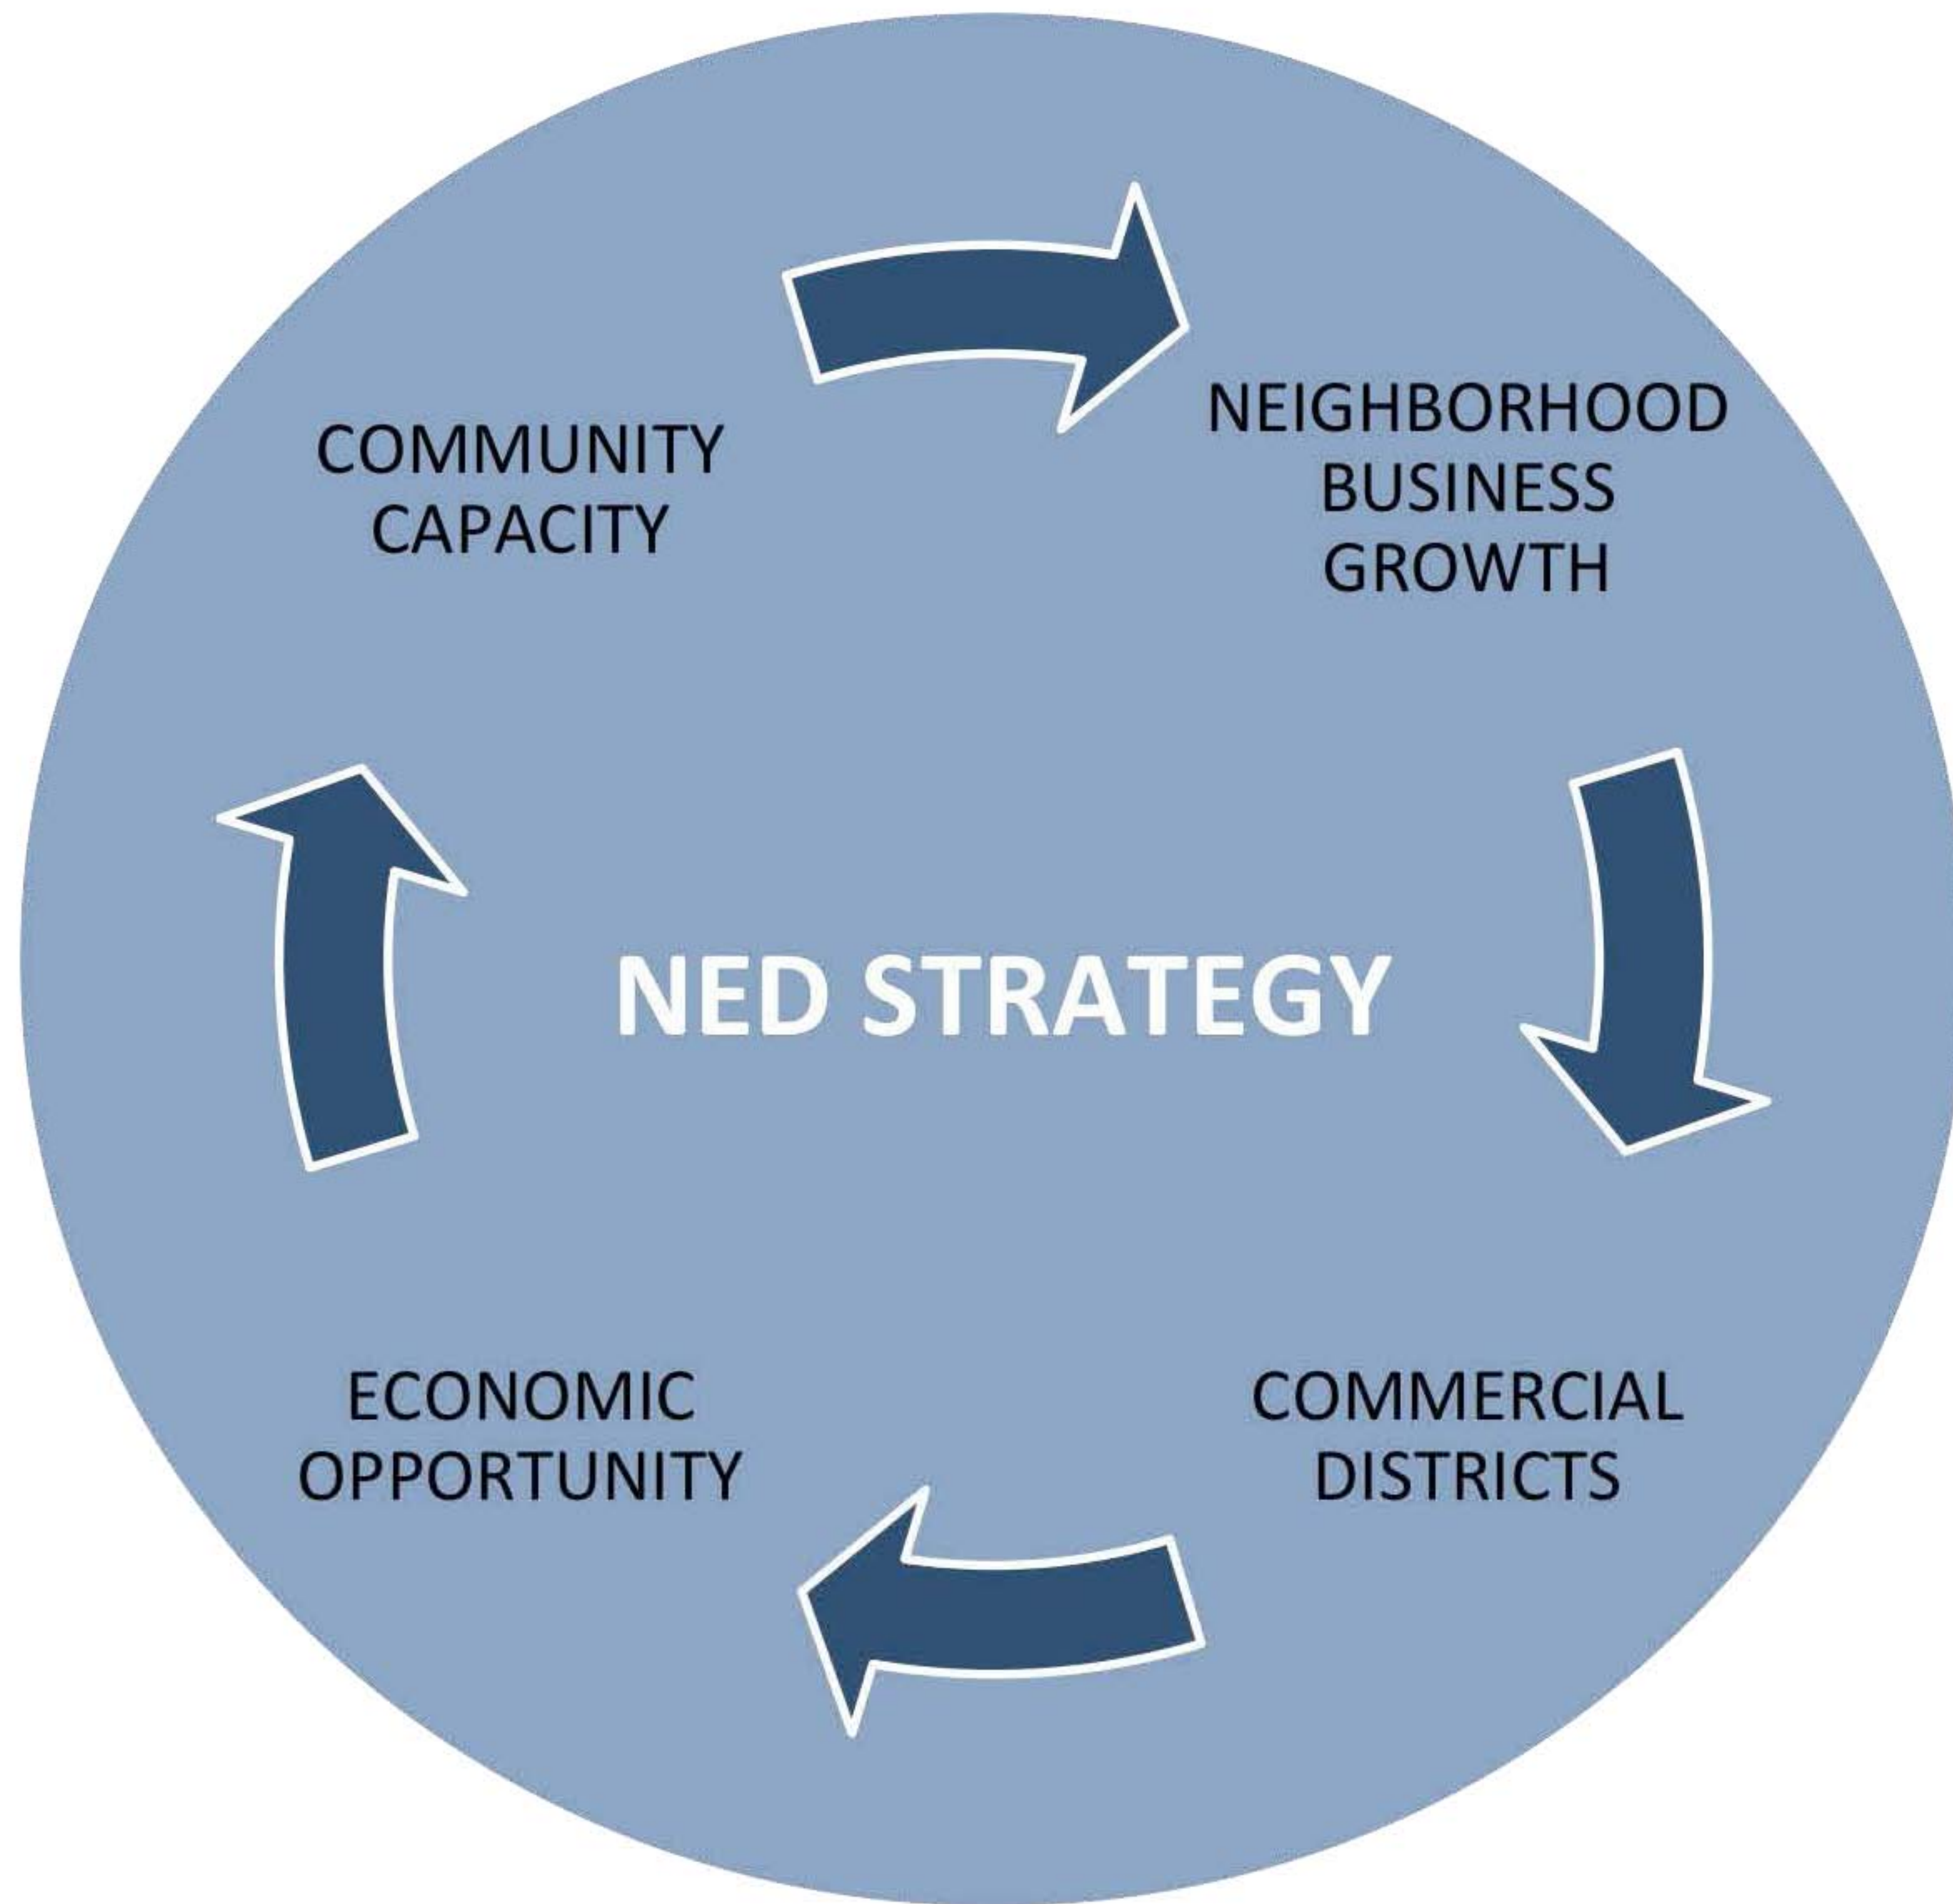 COMMUNITY
CAPACITY
NEIGHBORHOOD
BUSINESS
GROWTH
NED STRATEGY
ECONOMIC
OPPORTUNITY
COMMERCIAL
DISTRICTS